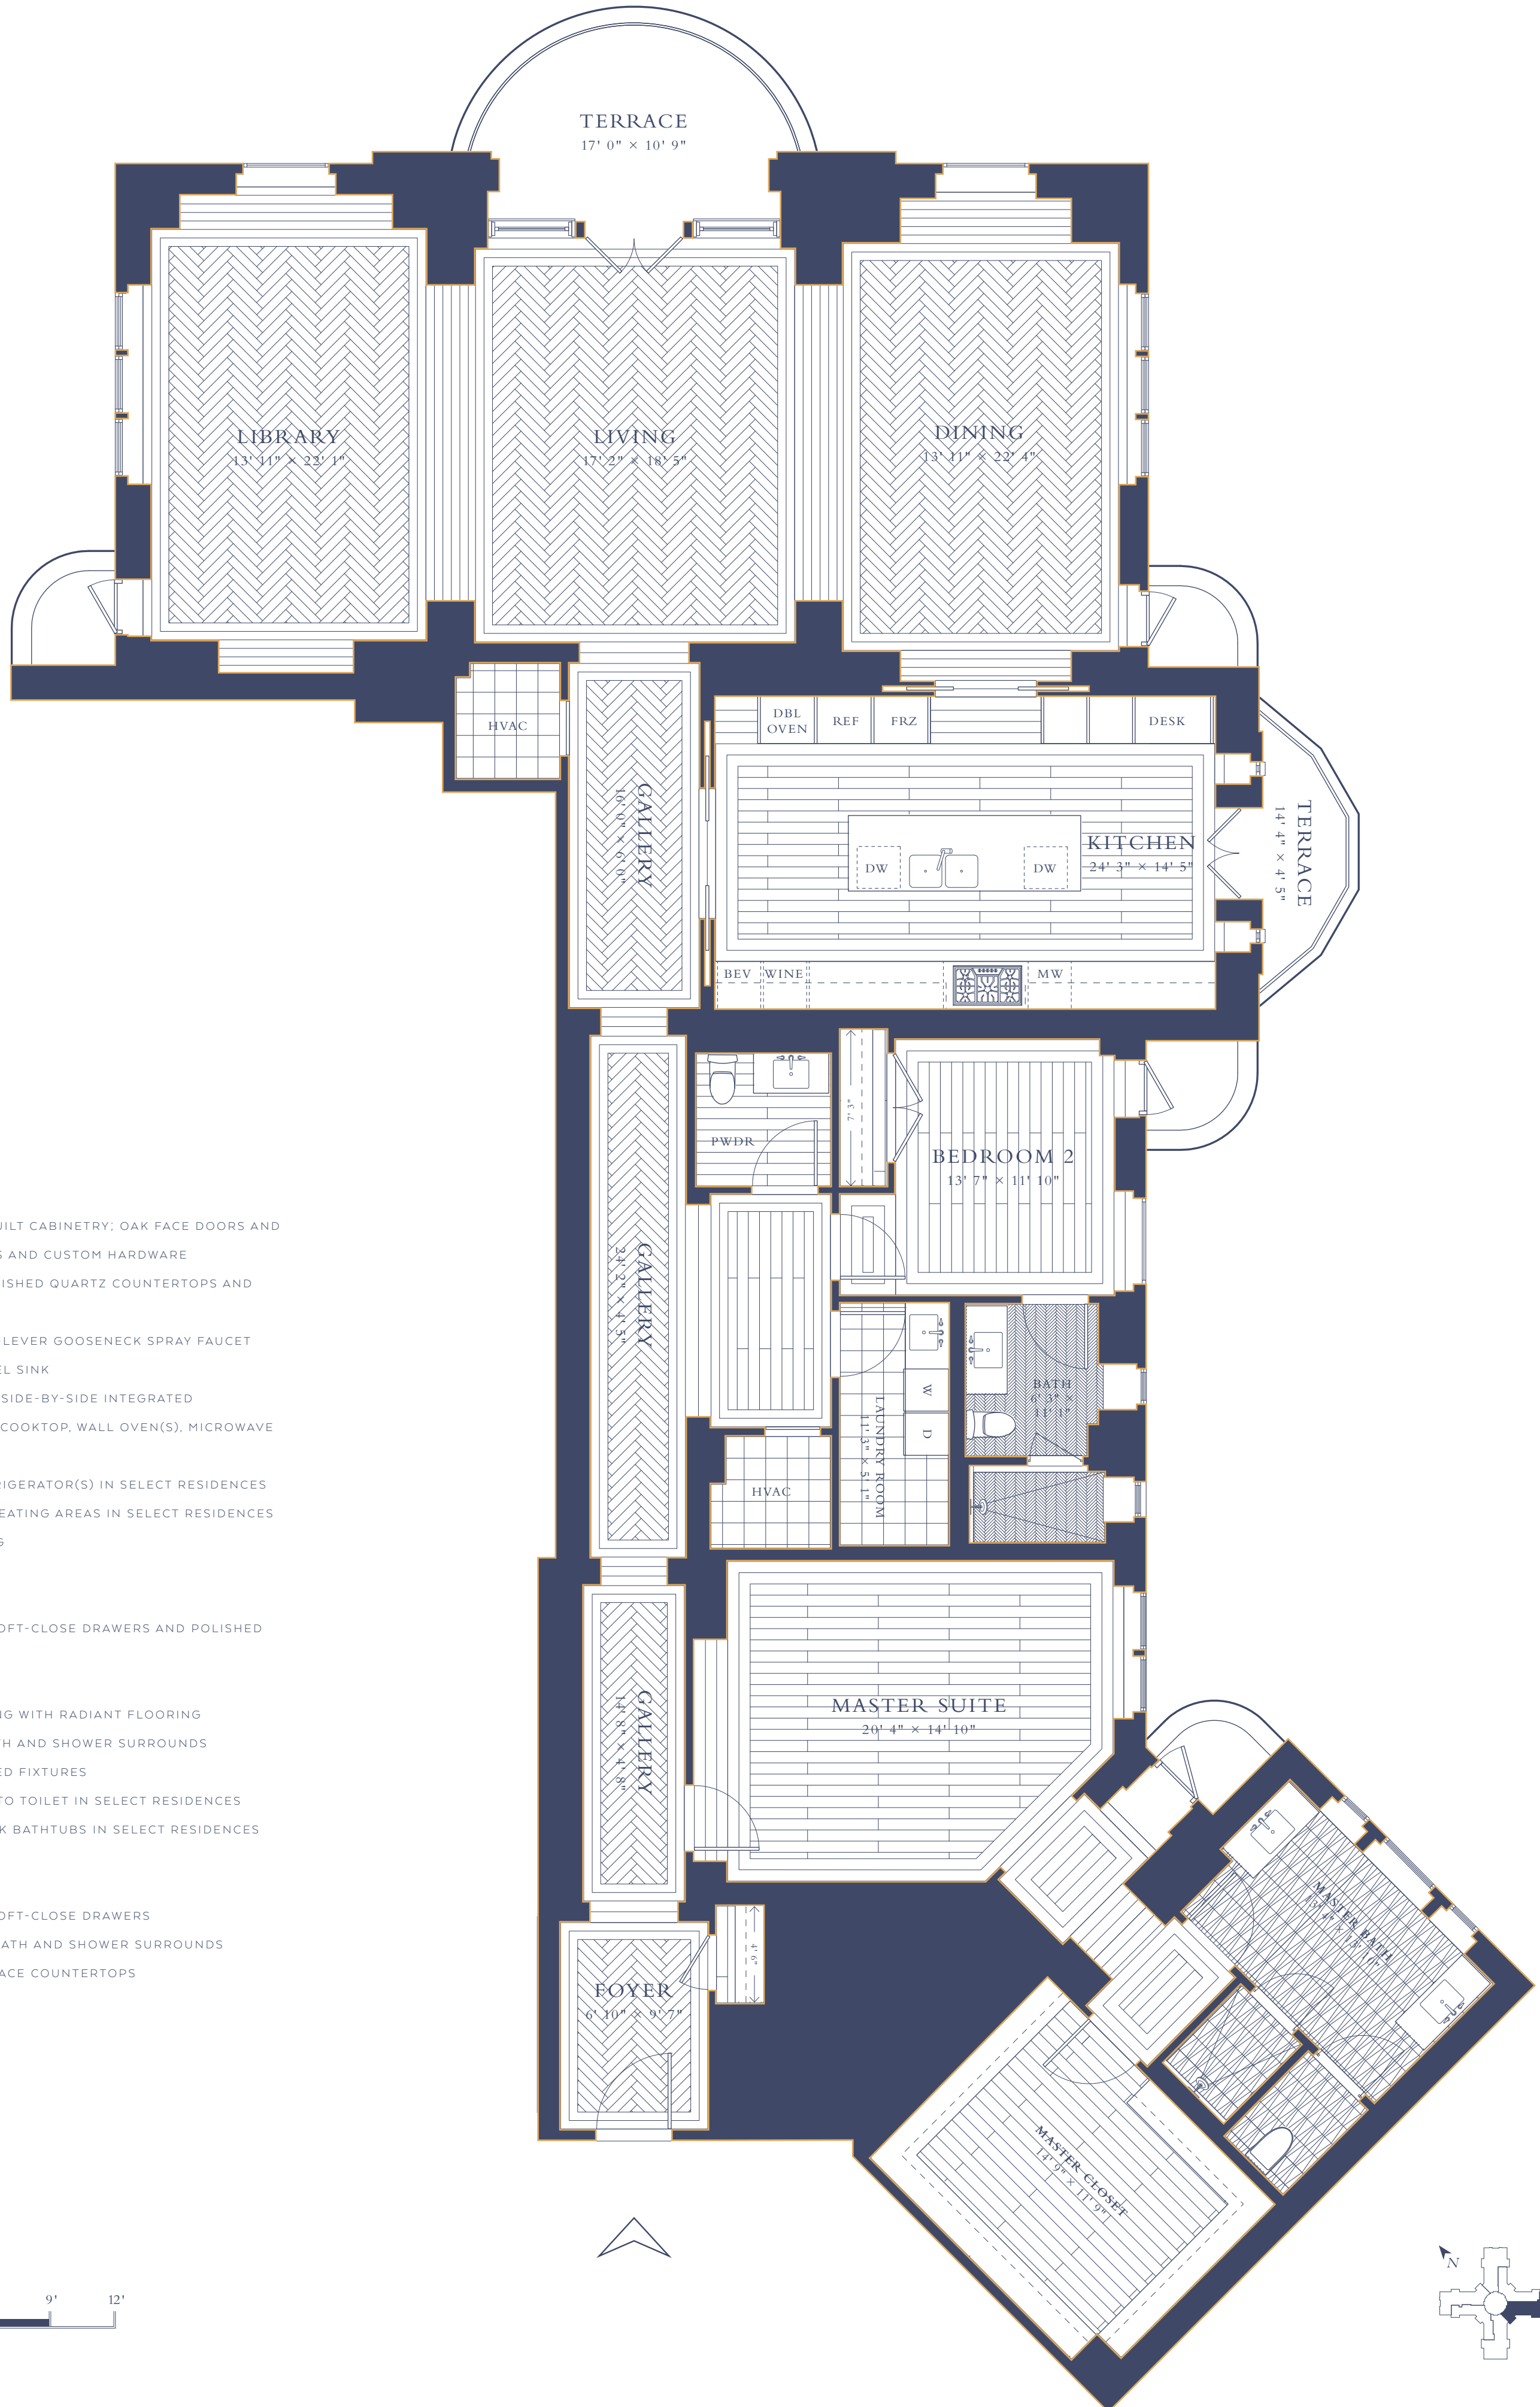 TERRACE
17' 0" × 10' 9"
LIBRARY
13' 11" × 22' 1"
LIVING
17' 2" × 18' 5"
DINING
13' 11" × 22' 4"
HVAC
DBL
OVEN
REF
FRZ
DESK
GALLERY
16' 0" × 6' 0"
KITCHEN
24' 3" × 14' 5"
DW
DW
TERRACE
14' 4" × 4' 5"
BEV
WINE
MW
PWDR
7' 3"
BEDROOM 2
13' 7" × 11' 10"
GALLERY
24' 2" × 4' 5"
BATH
6' 3" ×
11' 1"
W
D
LAUNDRY ROOM
11' 3" × 5' 1"
HVAC
UILT CABINETRY; OAK FACE DOORS AND
S AND CUSTOM HARDWARE
ISHED QUARTZ COUNTERTOPS AND
-LEVER GOOSENECK SPRAY FAUCET
EL SINK
SIDE-BY-SIDE INTEGRATED
COOKTOP, WALL OVEN(S), MICROWAVE
RIGERATOR(S) IN SELECT RESIDENCES
EATING AREAS IN SELECT RESIDENCES
G
OFT-CLOSE DRAWERS AND POLISHED
NG WITH RADIANT FLOORING
TH AND SHOWER SURROUNDS
ED FIXTURES
TO TOILET IN SELECT RESIDENCES
K BATHTUBS IN SELECT RESIDENCES
OFT-CLOSE DRAWERS
ATH AND SHOWER SURROUNDS
ACE COUNTERTOPS
MASTER SUITE
20' 4" × 14' 10"
GALLERY
14' 8" × 4' 8"
MASTER BATH
4'6"
FOYER
6' 10" × 9' 7"
MASTER CLOSET
14' 9" × 11' 9"
N
9'
12'